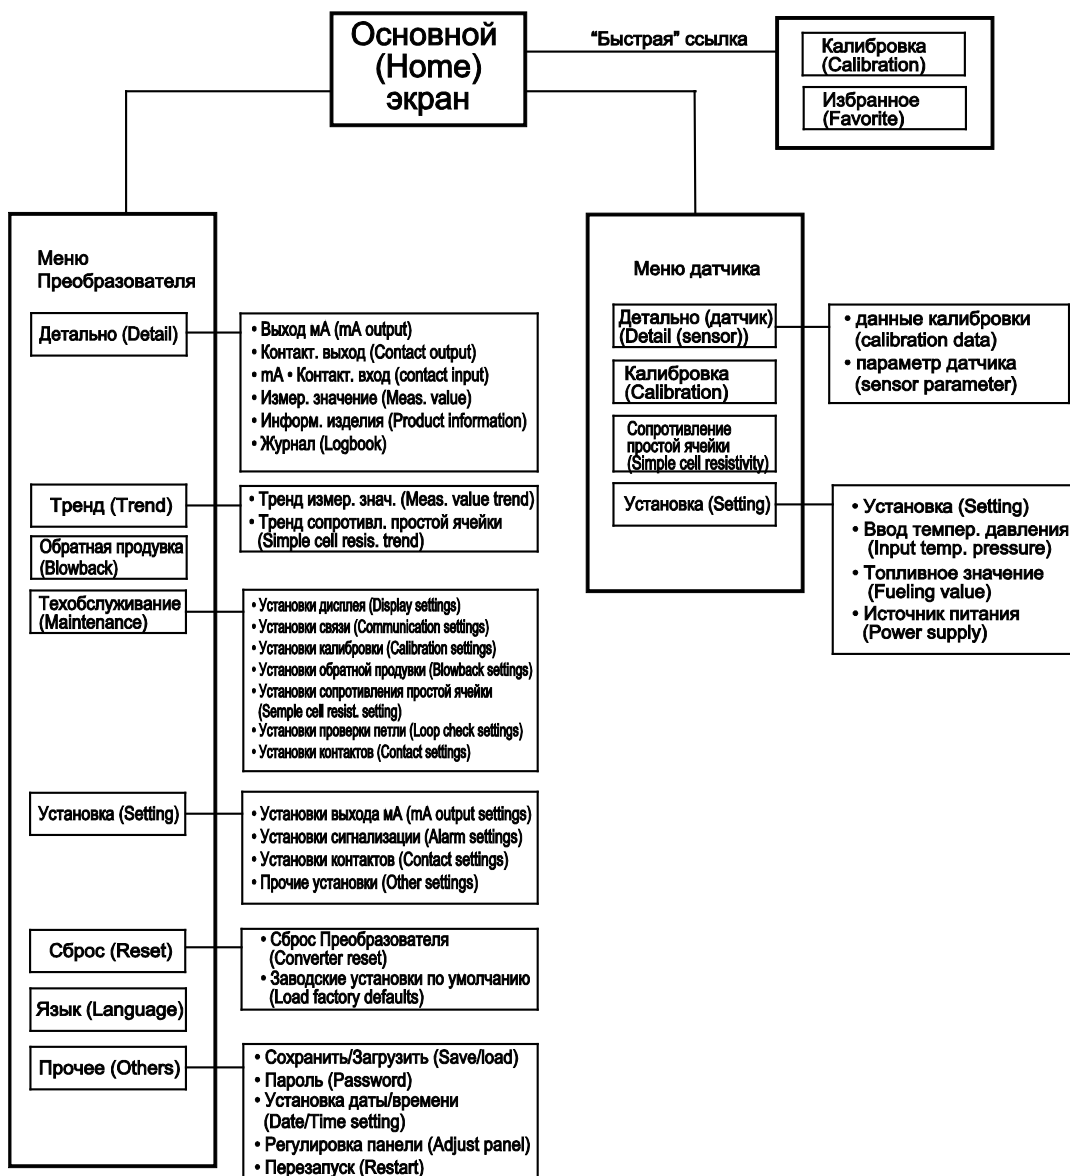 Основной
(Home)
экран
“Быстрая” ссылка
Калибровка
(Calibration)
Избранное
(Favorite)
Меню
Преобразователя
Детально (Detail)
• Выход мА (mA output)
• Контакт. выход (Contact output)
• mA • Контакт. вход (contact input)
• Измер. значение (Meas. value)
• Информ. изделия (Product information)
• Журнал (Logbook)
Тренд (Trend)
• Тренд измер. знач. (Meas. value trend)
• Тренд сопротивл. простой ячейки
(Simple cell resis. trend)
Обратная продувка
(Blowback)
Техобслуживание
(Maintenance)
• Установки дисплея (Display settings)
• Установки связи (Communication settings)
• Установки калибровки (Calibration settings)
• Установки обратной продувки (Blowback settings)
• Установки сопротивления простой ячейки
(Semple cell resist. setting)
• Установки проверки петли (Loop check settings)
• Установки контактов (Contact settings)
Установка (Setting)
• Установки выхода мА (mA output settings)
• Установки сигнализации (Alarm settings)
• Установки контактов (Contact settings)
• Прочие установки (Other settings)
Сброс (Reset)
• Сброс Преобразователя
(Converter reset)
• Заводские установки по умолчанию
(Load factory defaults)
Язык (Language)
Прочее (Others)
• Сохранить/Загрузить (Save/load)
• Пароль (Password)
• Установка даты/времени
(Date/Time setting)
• Регулировка панели (Adjust panel)
• Перезапуск (Restart)
Меню датчика
Детально (датчик)
(Detail (sensor))
• данные калибровки
(calibration data)
• параметр датчика
(sensor parameter)
Калибровка
(Calibration)
Сопротивление
простой ячейки
(Simple cell resistivity)
Установка (Setting)
• Установка (Setting)
• Ввод темпер. давления
(Input temp. pressure)
• Топливное значение
(Fueling value)
• Источник питания
(Power supply)